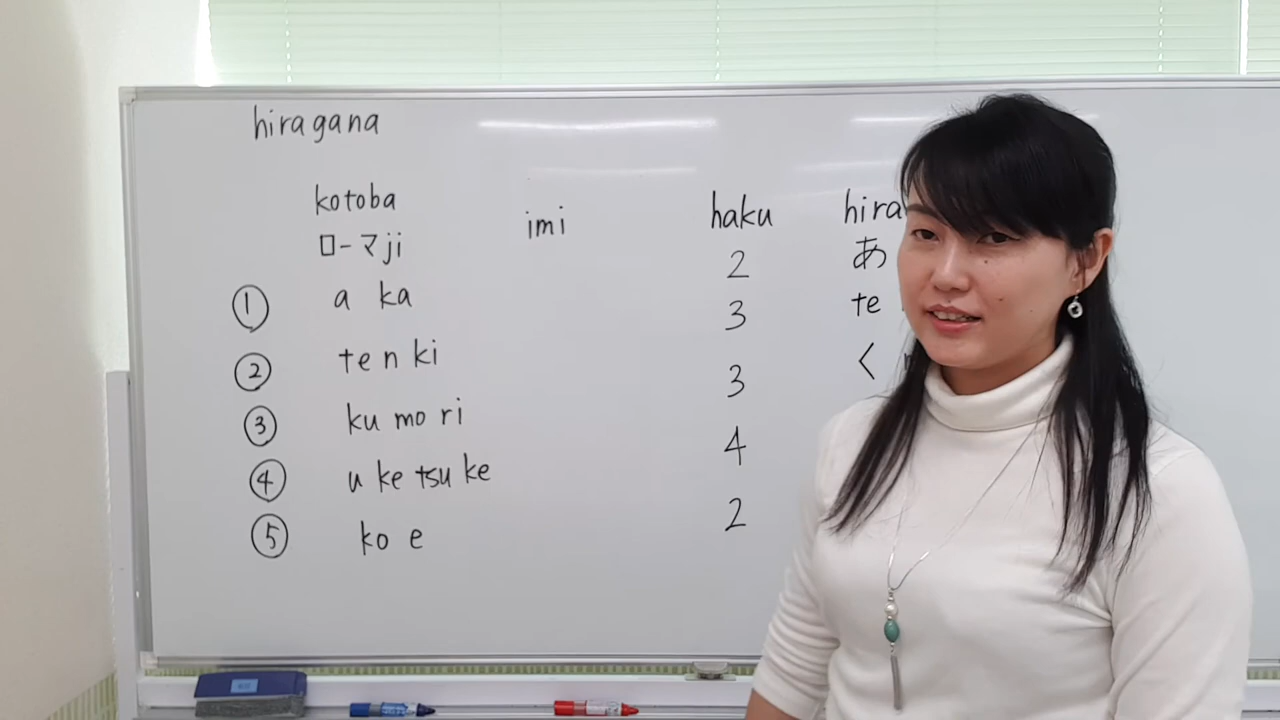 hiragana
kotoba imi haku hira
ローマji
① a ka 2 あ
② te n ki 3 te
③ ku mo ri 3 く
④ u ke tsu ke 4
⑤ ko e 2